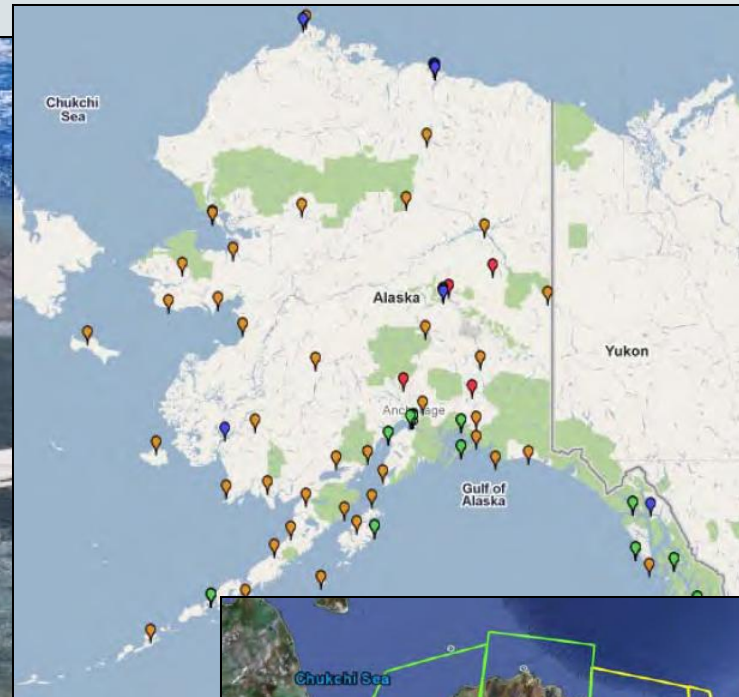 Chukchi
Sea
Alaska
Yukon
Anchorage
Gulf of
Alaska
Chukchi Sea